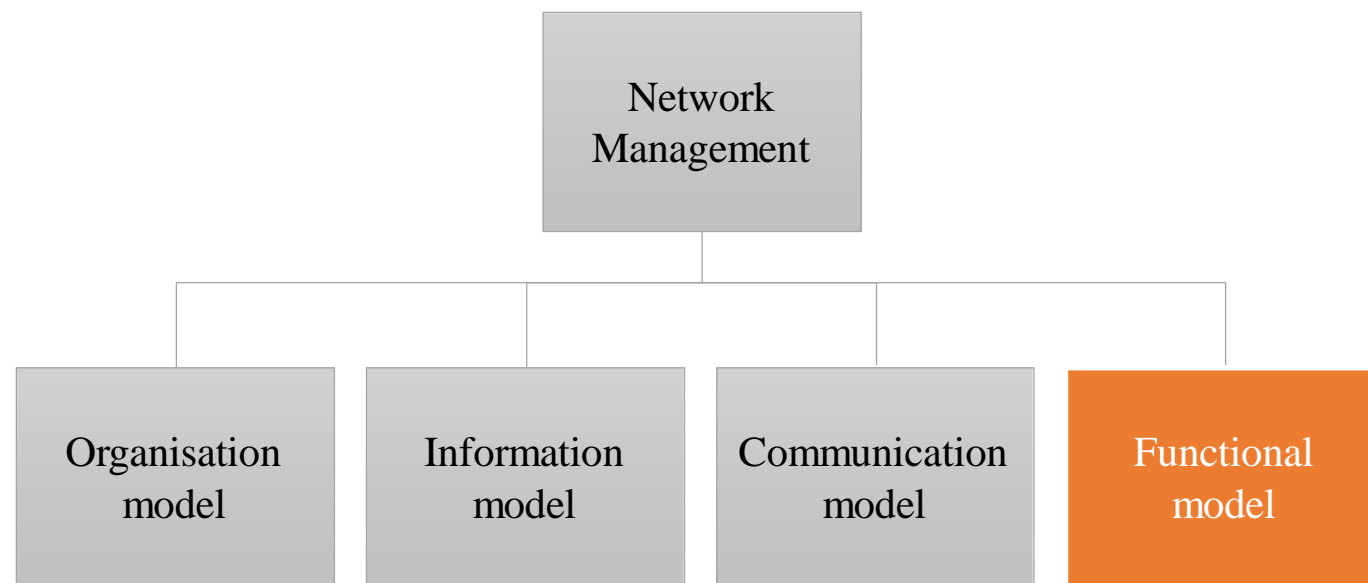 Network
Management
Organisation
model
Information
model
Communication
model
Functional
model